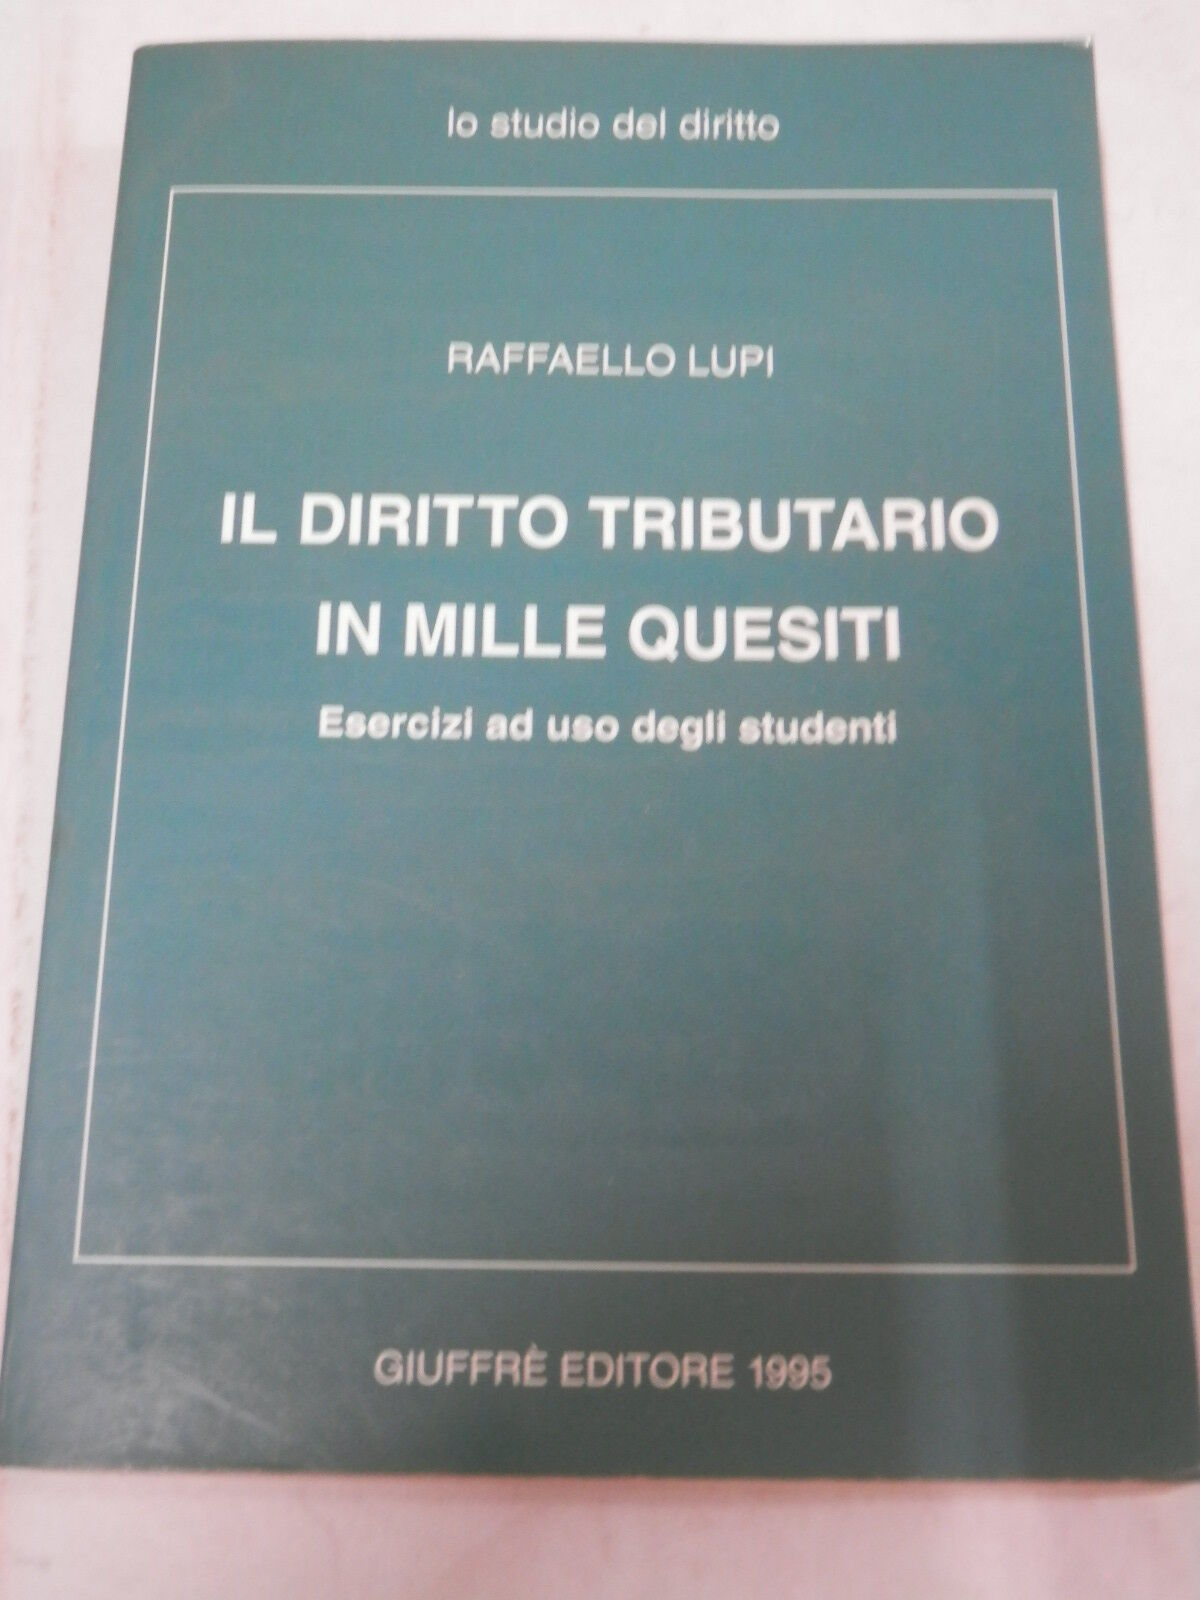 lo studio del diritto
RAFFAELLO LUPI
IL DIRITTO TRIBUTARIO
IN MILLE QUESITI
Esercizi ad uso degli studenti
GIUFFRÈ EDITORE 1995